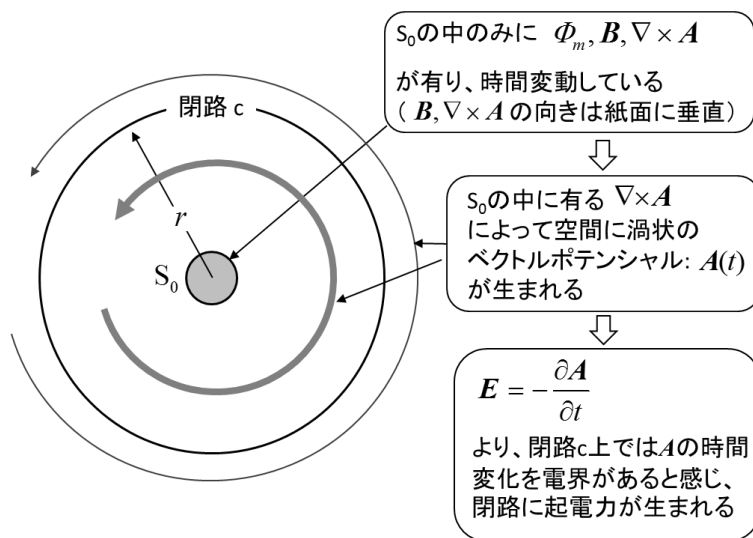 S₀の中のみに Φₘ, B, ∇ × A
が有り、時間変動している
( B, ∇ × A の向きは紙面に垂直)
閉路 c
r
S₀
S₀の中に有る ∇×A
によって空間に渦状の
ベクトルポテンシャル: A(t)
が生まれる
E = −∂A/∂t
より、閉路c上ではAの時間
変化を電界があると感じ、
閉路に起電力が生まれる